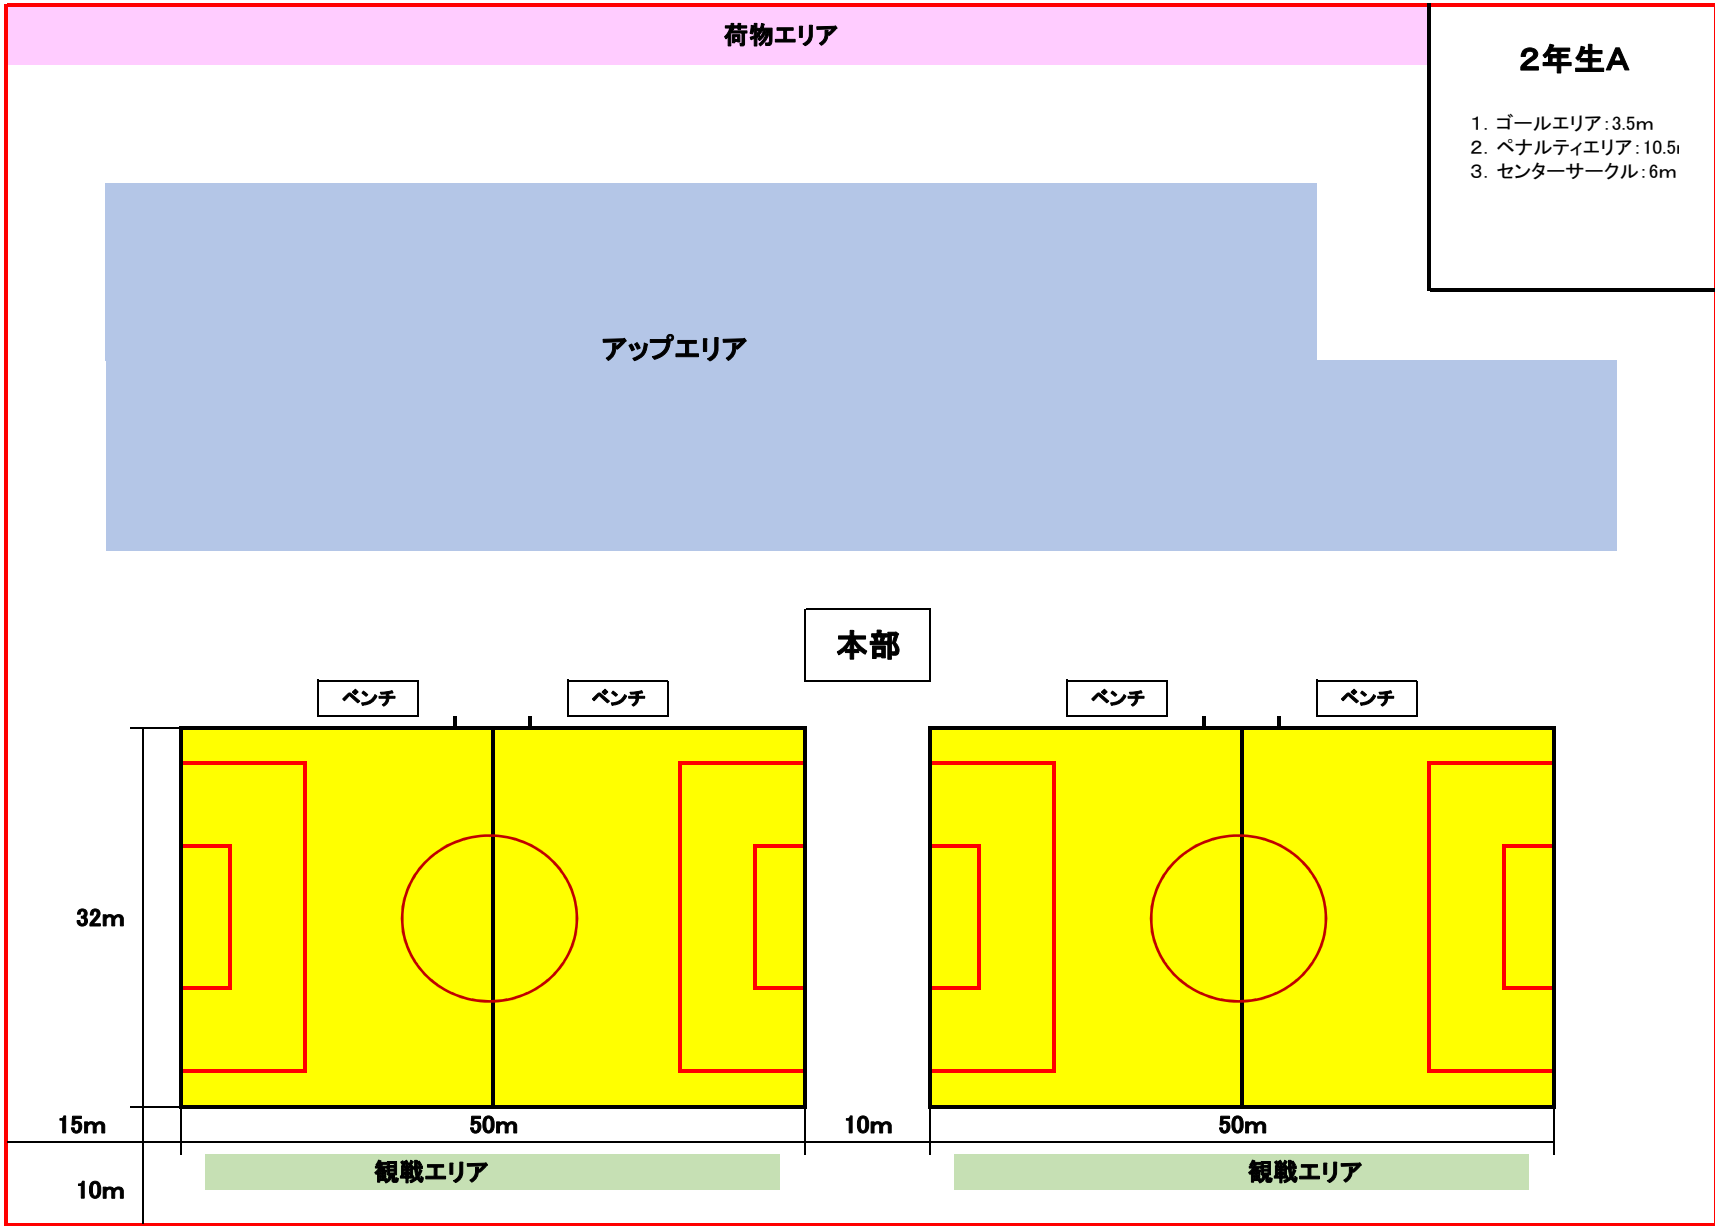 荷物エリア
２年生A
1. ゴールエリア：3.5m
2. ペナルティエリア：10.5
3. センターサークル：6m
アップエリア
本部
ベンチ
ベンチ
ベンチ
ベンチ
32m
15m
50m
10m
50m
観戦エリア
観戦エリア
10m